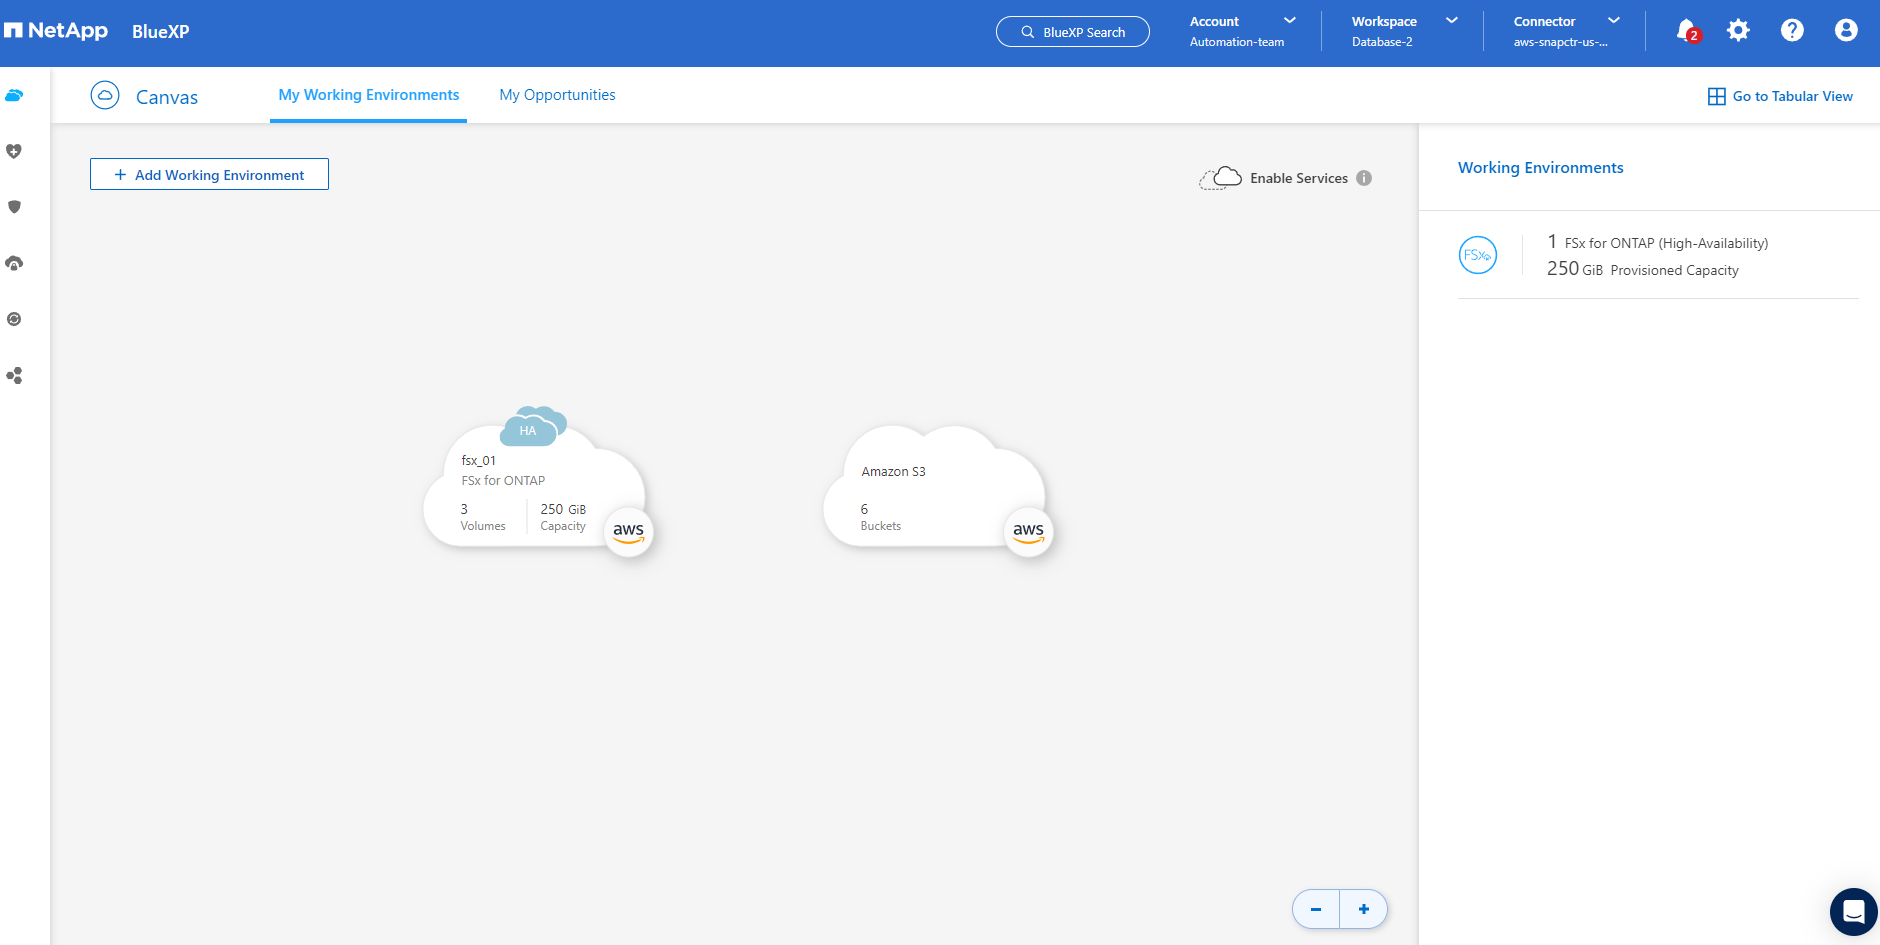 NetApp BlueXP
BlueXP Search
Account
Automation-team
Workspace
Database-2
Connector
aws-snapctr-us-...
2
Canvas
My Working Environments
My Opportunities
Go to Tabular View
+ Add Working Environment
Enable Services
Working Environments
FSx
1 FSx for ONTAP (High-Availability)
250 GiB Provisioned Capacity
HA
fsx_01
FSx for ONTAP
3
Volumes
250 GiB
Capacity
aws
Amazon S3
6
Buckets
aws